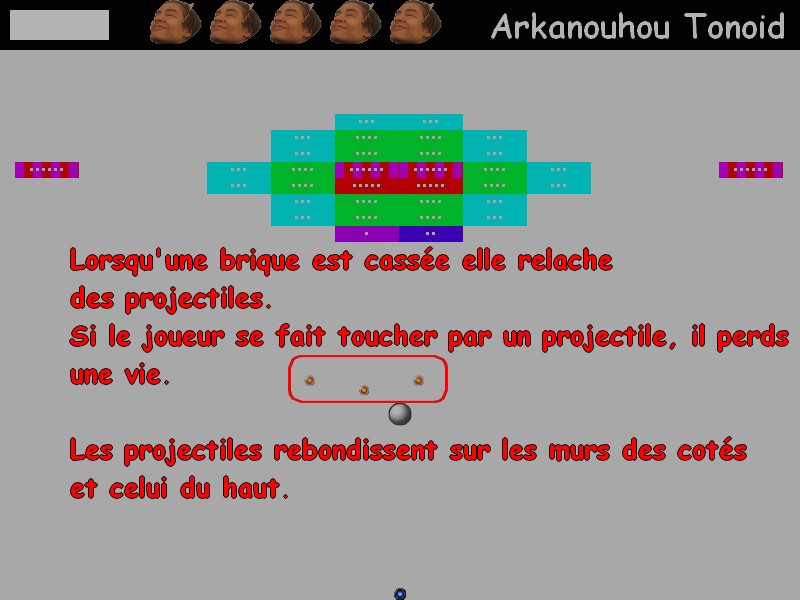 Arkanouhou Tonoid
Lorsqu'une brique est cassée elle relache
des projectiles.
Si le joueur se fait toucher par un projectile, il perds
une vie.
Les projectiles rebondissent sur les murs des cotés
et celui du haut.